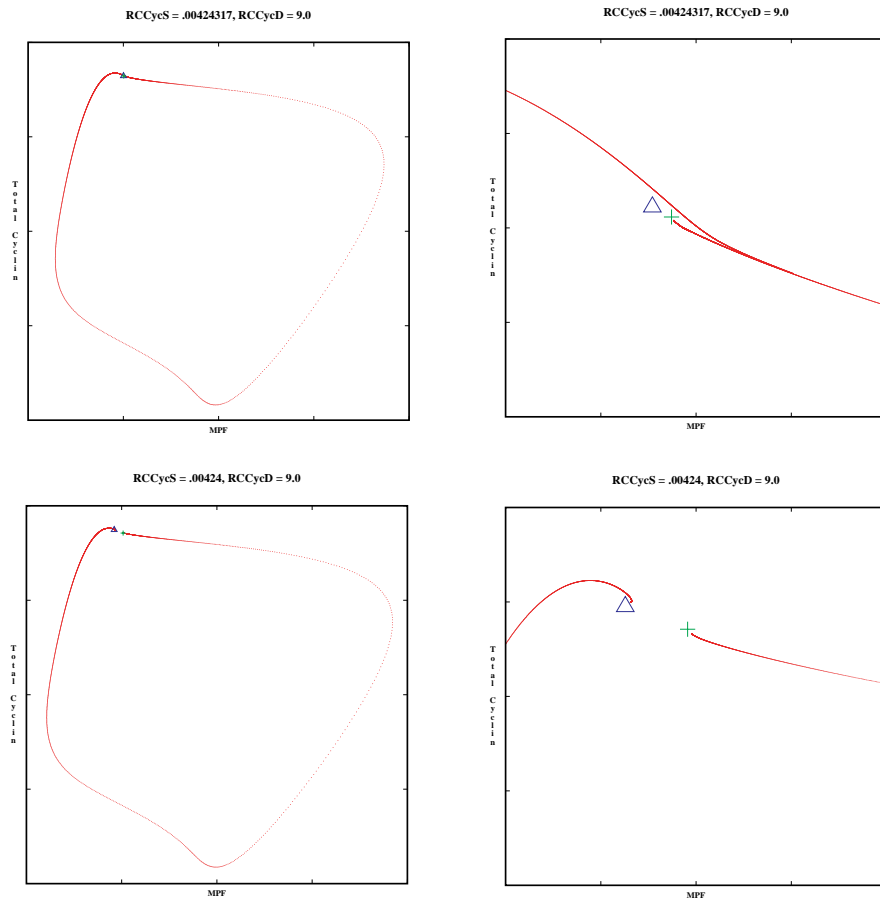 RCCycS = .00424317, RCCycD = 9.0
RCCycS = .00424317, RCCycD = 9.0
Total Cyclin
MPF
Total Cyclin
MPF
RCCycS = .00424, RCCycD = 9.0
RCCycS = .00424, RCCycD = 9.0
Total Cyclin
MPF
Total Cyclin
MPF